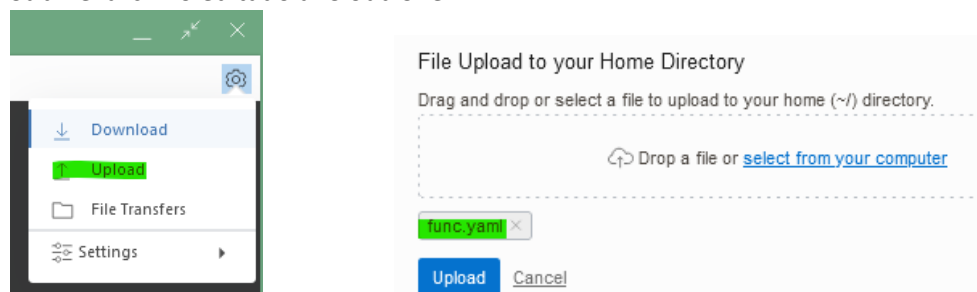 Download
Upload
File Transfers
Settings
File Upload to your Home Directory
Drag and drop or select a file to upload to your home (~/) directory.
Drop a file or select from your computer
func.yaml
Upload Cancel